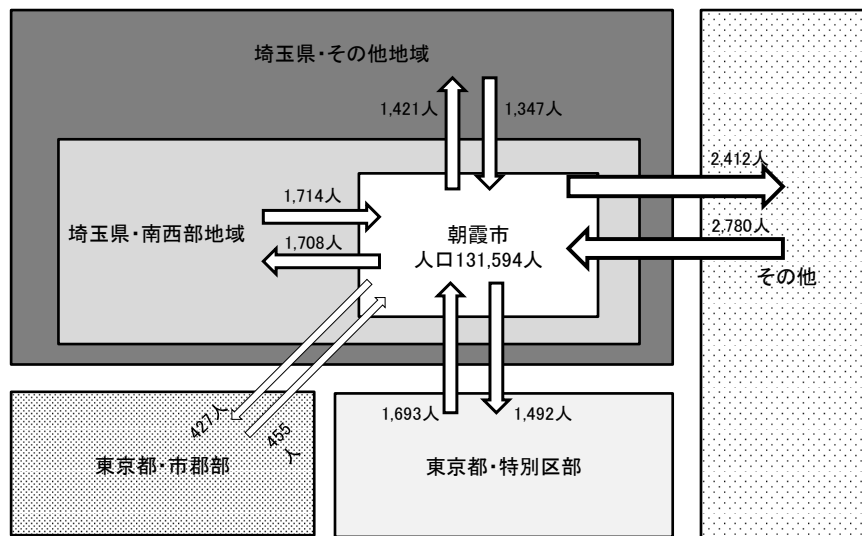 埼玉県・その他地域
1,421人
1,347人
2,412人
1,714人
埼玉県・南西部地域
1,708人
朝霞市
人口131,594人
2,780人
その他
427人
455
人
1,693人
1,492人
東京都・市郡部
東京都・特別区部